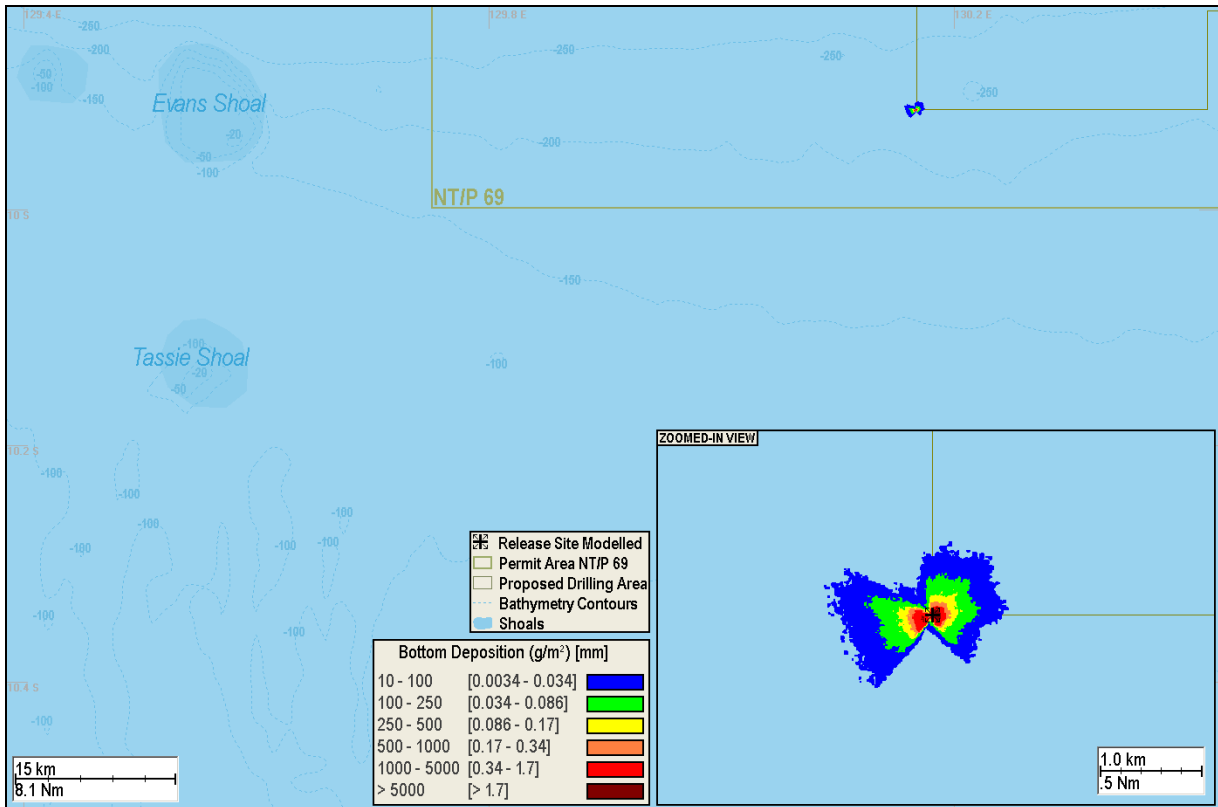 129.4 E
129.8 E
130.2 E
-250
-200
-50
-100
-150
Evans Shoal
-20
-50
-100
-250
-250
-250
-200
NT/P 69
10 S
-150
-100
Tassie Shoal
-20
-50
-100
10.2 S
-100
-100
-100
-100
-100
-100
-100
-100
-100
10.4 S
-100
ZOOMED-IN VIEW
Release Site Modelled
Permit Area NT/P 69
Proposed Drilling Area
Bathymetry Contours
Shoals
Bottom Deposition (g/m²) [mm]
10 - 100 [0.0034 - 0.034]
100 - 250 [0.034 - 0.086]
250 - 500 [0.086 - 0.17]
500 - 1000 [0.17 - 0.34]
1000 - 5000 [0.34 - 1.7]
> 5000 [> 1.7]
15 km
8.1 Nm
1.0 km
.5 Nm